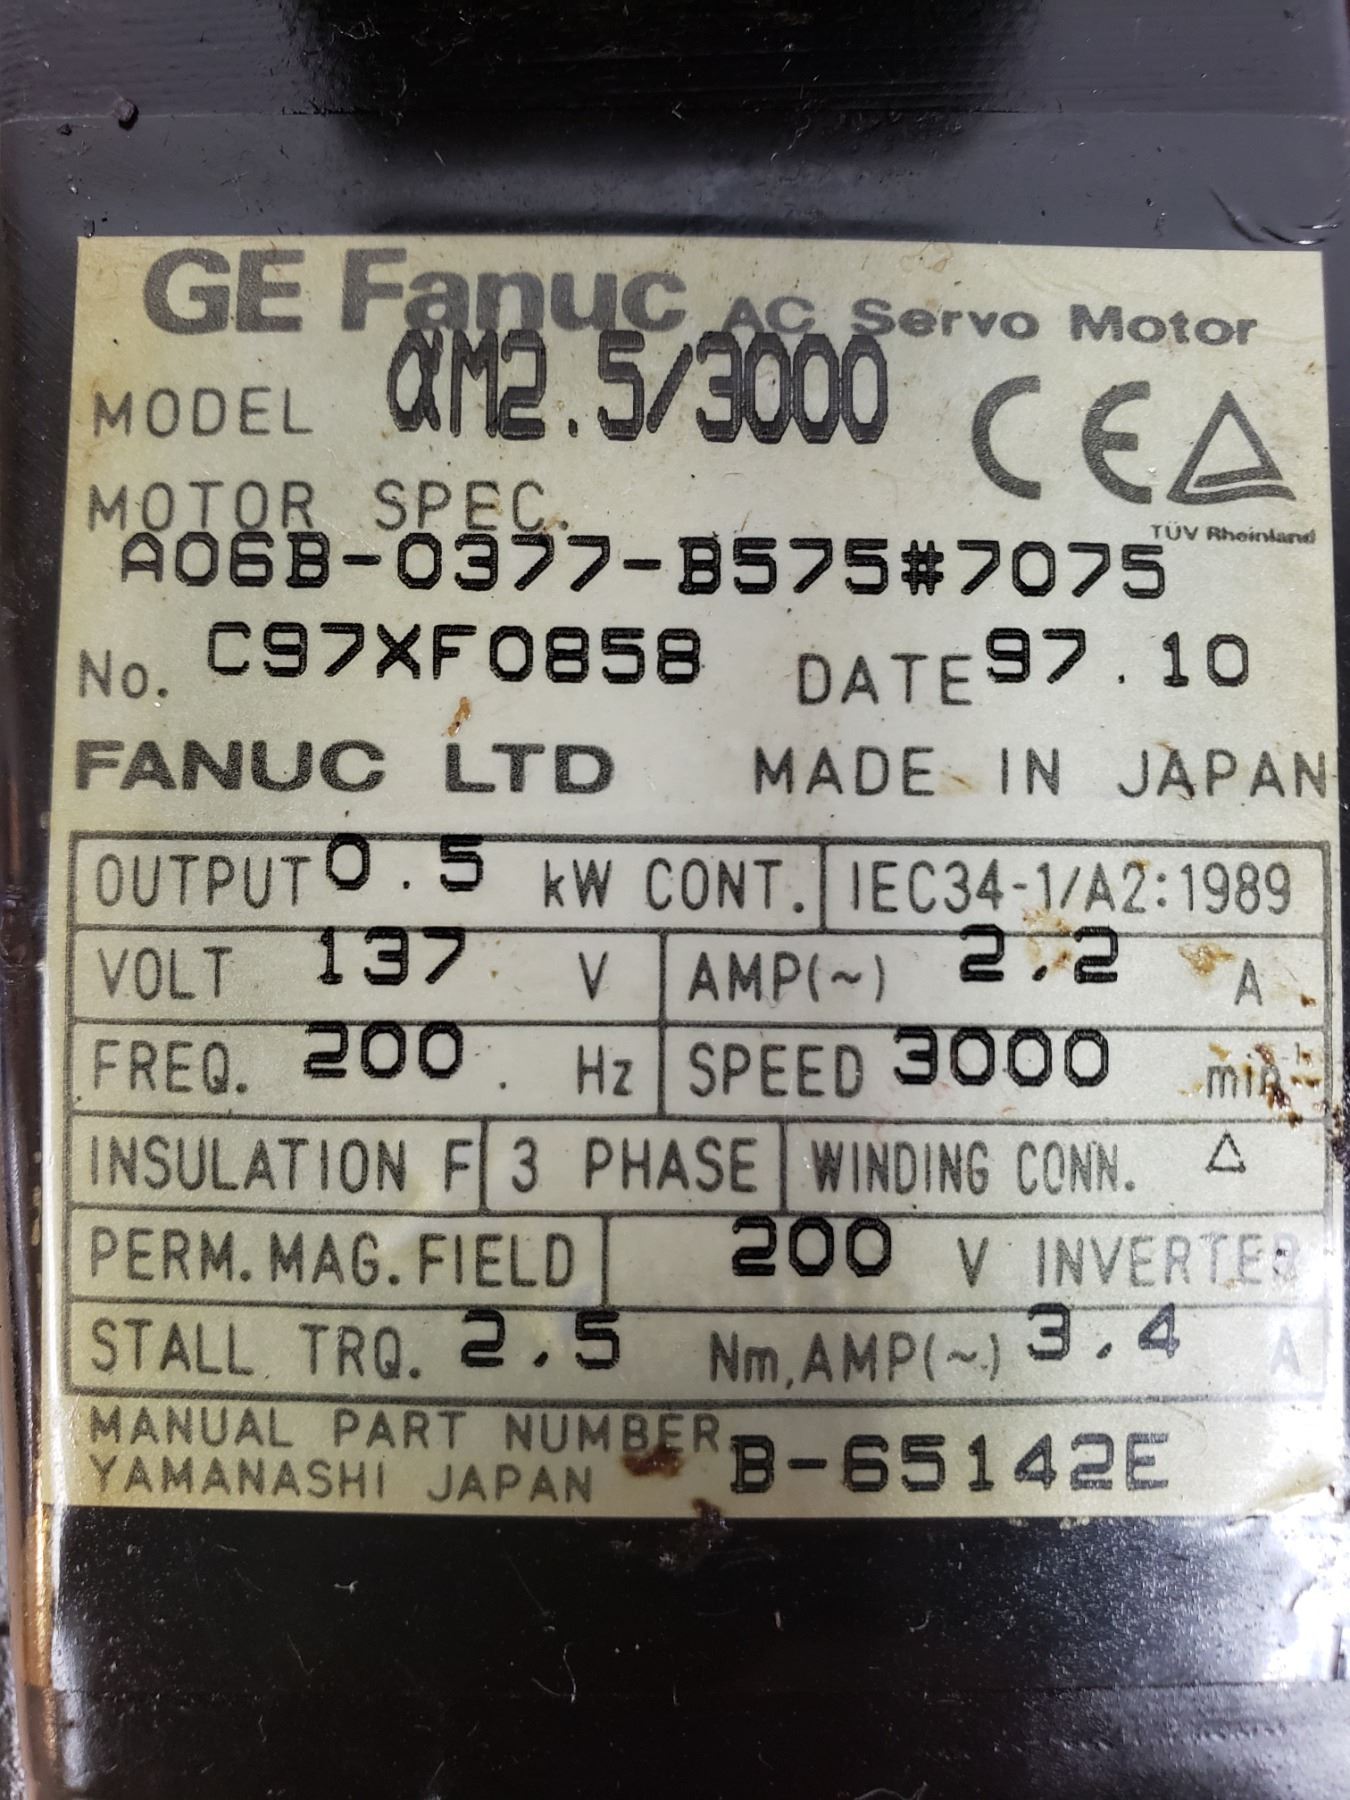 GE Fanuc AC Servo Motor
MODEL αM2.5/3000
CE
TÜV Rheinland
MOTOR SPEC.
A06B-0377-B575#7075
No. C97XF0858 DATE 97.10
FANUC LTD MADE IN JAPAN
OUTPUT 0.5 kW CONT. IEC34-1/A2:1989
VOLT 137 V AMP(~) 2.2 A
FREQ. 200 Hz SPEED 3000 min⁻¹
INSULATION F 3 PHASE WINDING CONN. △
PERM.MAG.FIELD 200 V INVERTER
STALL TRQ. 2.5 Nm,AMP(~) 3.4 A
MANUAL PART NUMBER B-65142E
YAMANASHI JAPAN